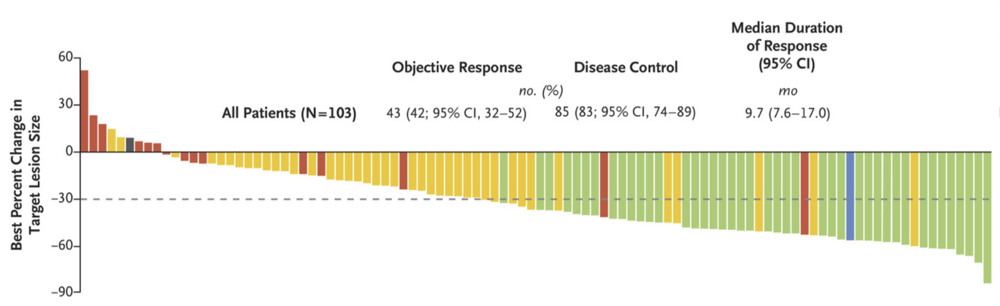 Median Duration
of Response
(95% CI)
Objective Response
Disease Control
no. (%)
mo
All Patients (N=103)
43 (42; 95% CI, 32–52)
85 (83; 95% CI, 74–89)
9.7 (7.6–17.0)
Best Percent Change in
Target Lesion Size
60
30
0
–30
–60
–90